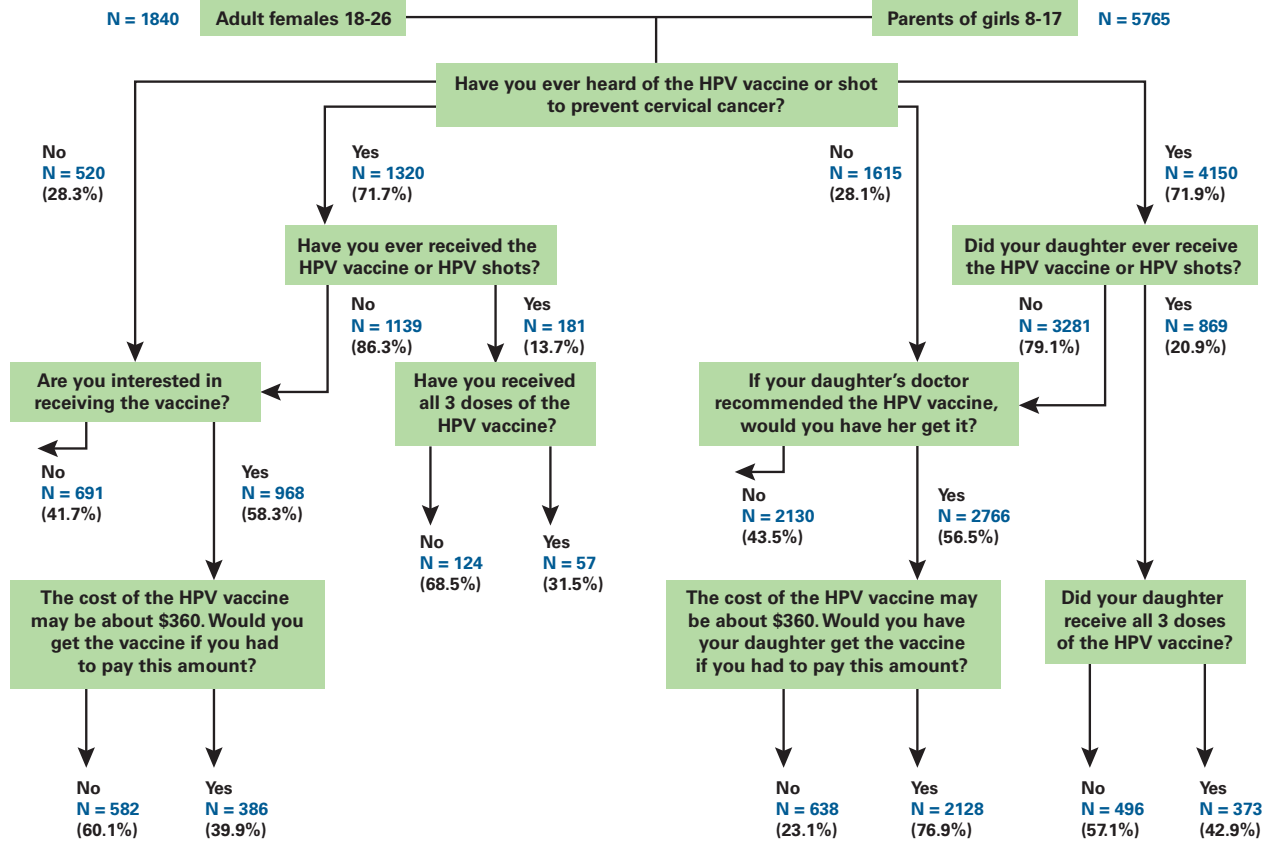 N = 1840
Adult females 18-26
Parents of girls 8-17
N = 5765
Have you ever heard of the HPV vaccine or shot
to prevent cervical cancer?
No
N = 520
(28.3%)
Yes
N = 1320
(71.7%)
No
N = 1615
(28.1%)
Yes
N = 4150
(71.9%)
Have you ever received the
HPV vaccine or HPV shots?
Did your daughter ever receive
the HPV vaccine or HPV shots?
No
N = 1139
(86.3%)
Yes
N = 181
(13.7%)
No
N = 3281
(79.1%)
Yes
N = 869
(20.9%)
Are you interested in
receiving the vaccine?
Have you received
all 3 doses of the
HPV vaccine?
If your daughter's doctor
recommended the HPV vaccine,
would you have her get it?
No
N = 691
(41.7%)
Yes
N = 968
(58.3%)
No
N = 124
(68.5%)
Yes
N = 57
(31.5%)
No
N = 2130
(43.5%)
Yes
N = 2766
(56.5%)
The cost of the HPV vaccine
may be about $360. Would you
get the vaccine if you had
to pay this amount?
The cost of the HPV vaccine may
be about $360. Would you have
your daughter get the vaccine
if you had to pay this amount?
Did your daughter
receive all 3 doses
of the HPV vaccine?
No
N = 582
(60.1%)
Yes
N = 386
(39.9%)
No
N = 638
(23.1%)
Yes
N = 2128
(76.9%)
No
N = 496
(57.1%)
Yes
N = 373
(42.9%)